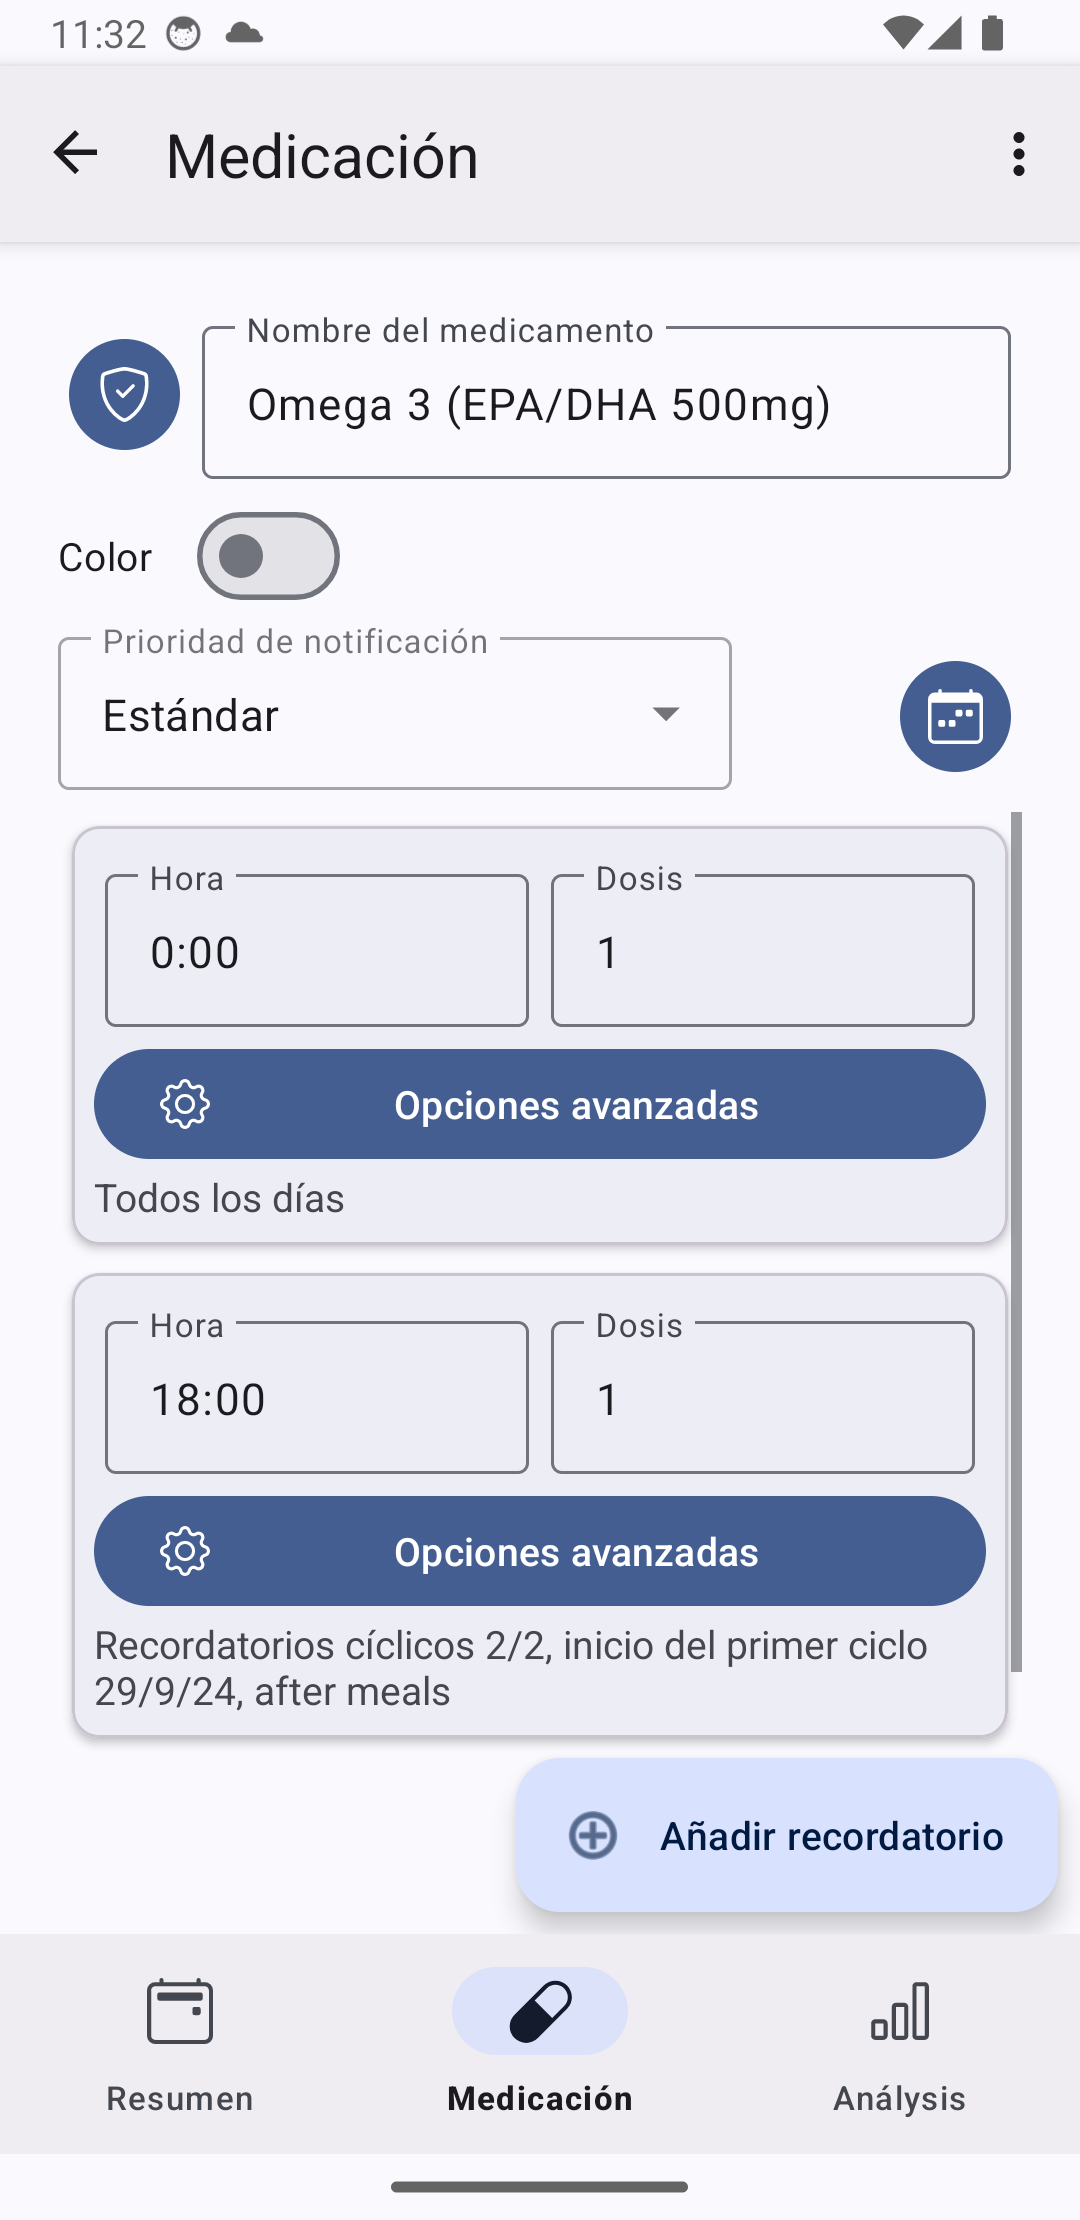 11:32
Medicación
Nombre del medicamento
Omega 3 (EPA/DHA 500mg)
Color
Prioridad de notificación
Estándar
Hora
0:00
Dosis
1
Opciones avanzadas
Todos los días
Hora
18:00
Dosis
1
Opciones avanzadas
Recordatorios cíclicos 2/2, inicio del primer ciclo
29/9/24, after meals
Añadir recordatorio
Resumen
Medicación
Análysis